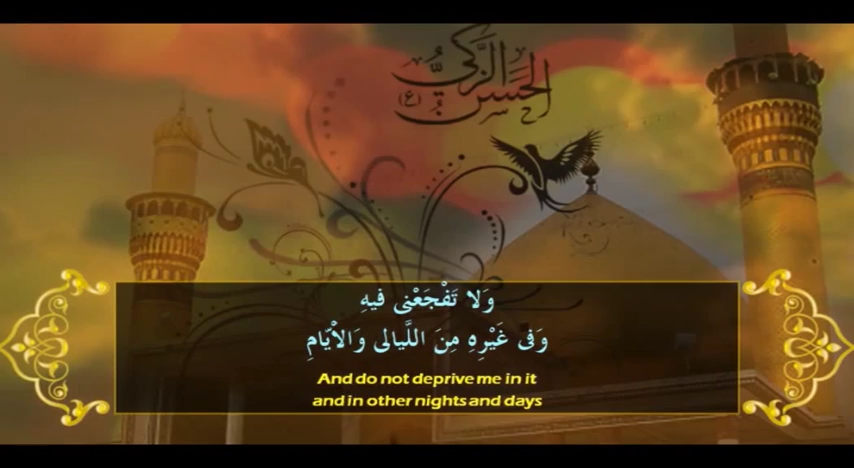 الحسن الزكي
(ع)
وَلا تَفْجَعْنى فيهِ
وَفى غَيْرِهِ مِنَ اللَّيالى وَالاَْيّامِ
And do not deprive me in it
and in other nights and days